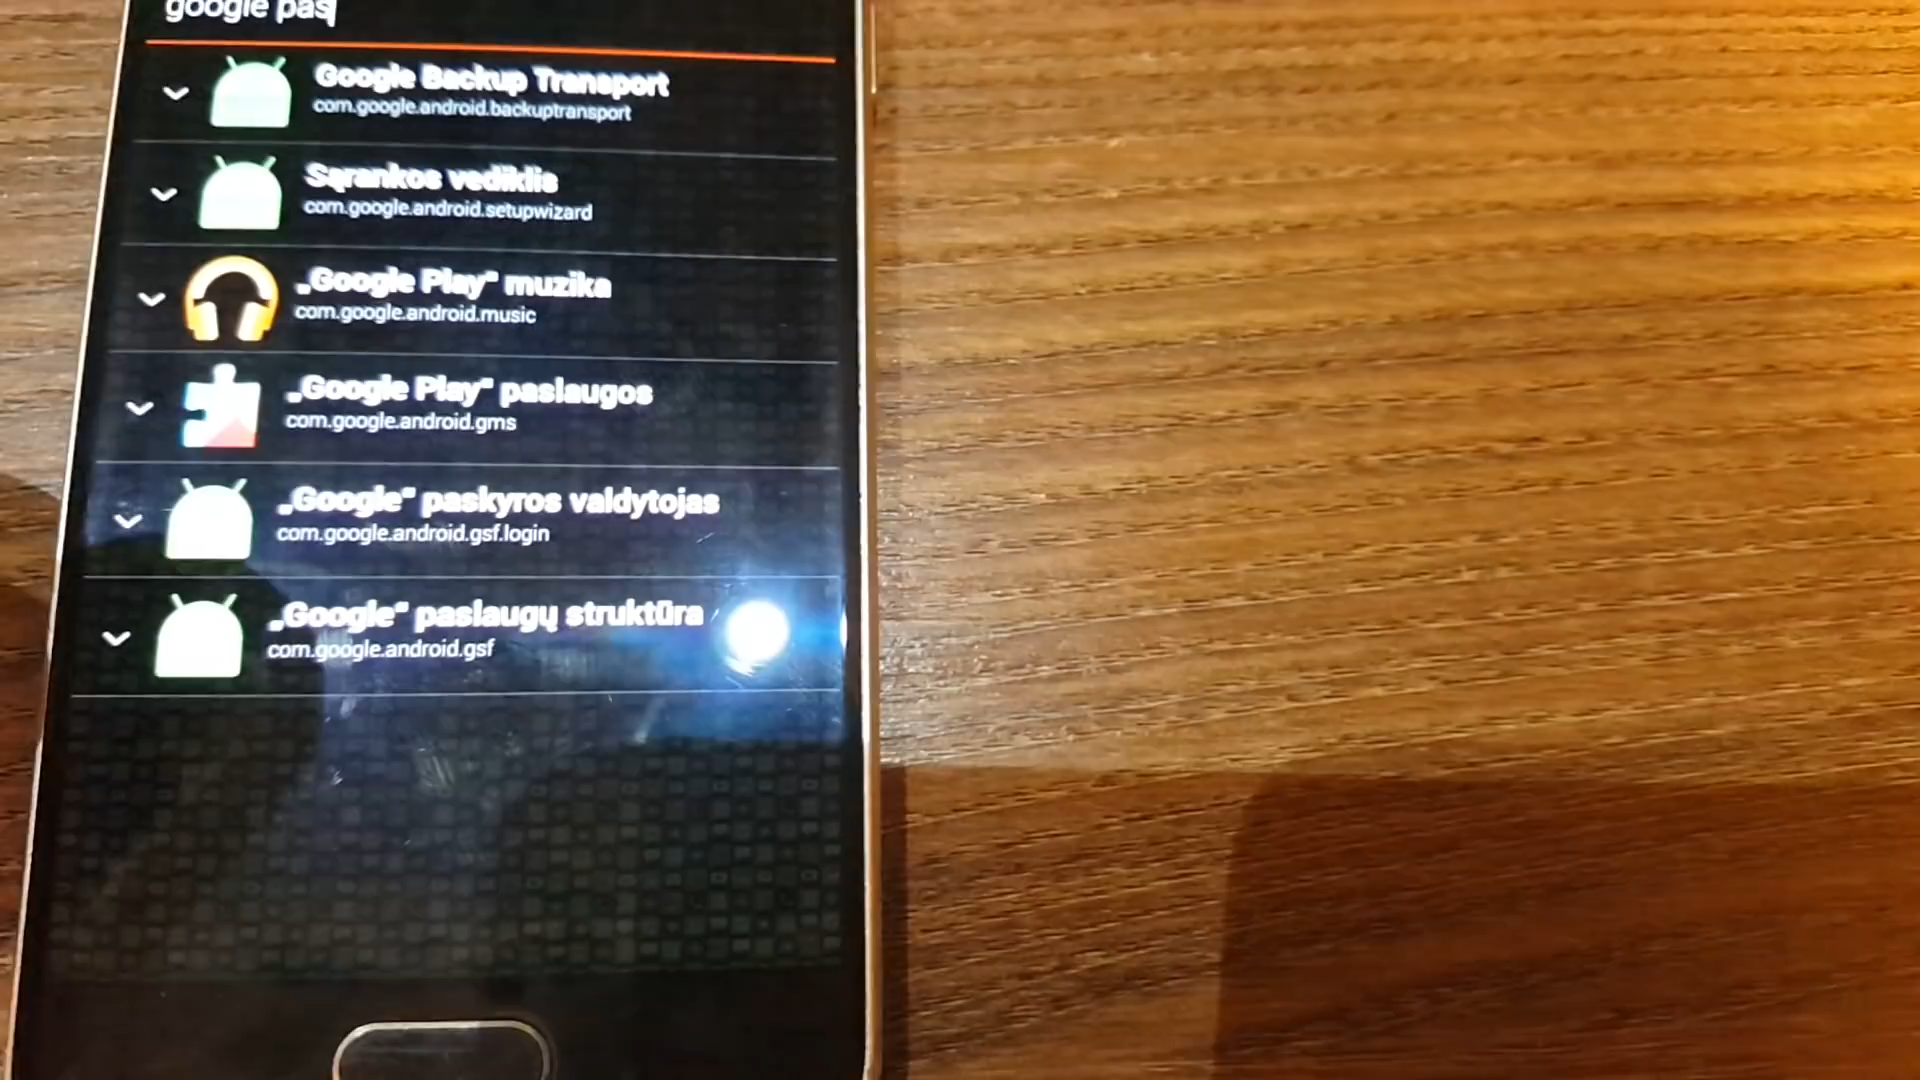 google pas
Google Backup Transport
com.google.android.backuptransport
Sąrankos vediklis
com.google.android.setupwizard
„Google Play“ muzika
com.google.android.music
„Google Play“ paslaugos
com.google.android.gms
„Google“ paskyros valdytojas
com.google.android.gsf.login
„Google“ paslaugų struktūra
com.google.android.gsf